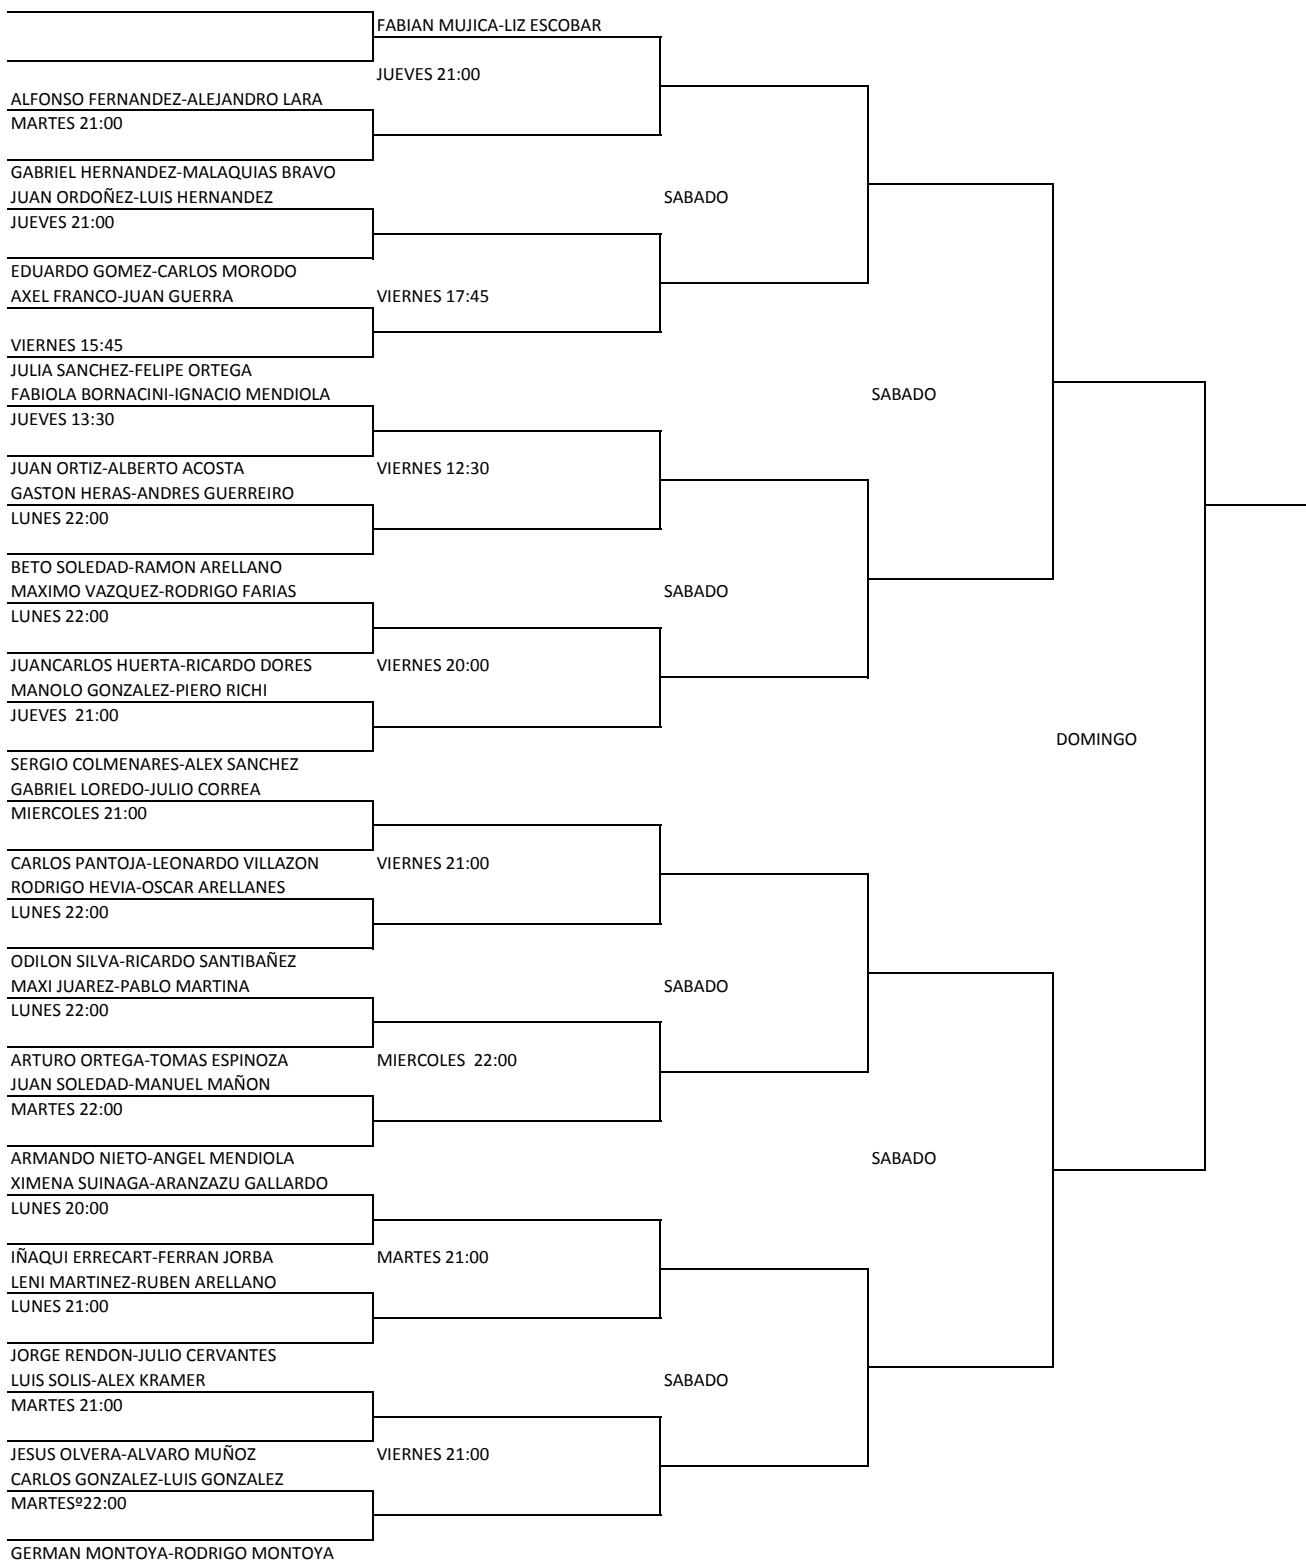 FABIAN MUJICA-LIZ ESCOBAR
JUEVES 21:00
ALFONSO FERNANDEZ-ALEJANDRO LARA
MARTES 21:00
GABRIEL HERNANDEZ-MALAQUIAS BRAVO
JUAN ORDOÑEZ-LUIS HERNANDEZ
SABADO
JUEVES 21:00
EDUARDO GOMEZ-CARLOS MORODO
AXEL FRANCO-JUAN GUERRA
VIERNES 17:45
VIERNES 15:45
JULIA SANCHEZ-FELIPE ORTEGA
FABIOLA BORNACINI-IGNACIO MENDIOLA
SABADO
JUEVES 13:30
JUAN ORTIZ-ALBERTO ACOSTA
VIERNES 12:30
GASTON HERAS-ANDRES GUERREIRO
LUNES 22:00
BETO SOLEDAD-RAMON ARELLANO
MAXIMO VAZQUEZ-RODRIGO FARIAS
SABADO
LUNES 22:00
JUANCARLOS HUERTA-RICARDO DORES
VIERNES 20:00
MANOLO GONZALEZ-PIERO RICHI
JUEVES  21:00
DOMINGO
SERGIO COLMENARES-ALEX SANCHEZ
GABRIEL LOREDO-JULIO CORREA
MIERCOLES 21:00
CARLOS PANTOJA-LEONARDO VILLAZON
VIERNES 21:00
RODRIGO HEVIA-OSCAR ARELLANES
LUNES 22:00
ODILON SILVA-RICARDO SANTIBAÑEZ
MAXI JUAREZ-PABLO MARTINA
SABADO
LUNES 22:00
ARTURO ORTEGA-TOMAS ESPINOZA
MIERCOLES  22:00
JUAN SOLEDAD-MANUEL MAÑON
MARTES 22:00
ARMANDO NIETO-ANGEL MENDIOLA
SABADO
XIMENA SUINAGA-ARANZAZU GALLARDO
LUNES 20:00
IÑAQUI ERRECART-FERRAN JORBA
MARTES 21:00
LENI MARTINEZ-RUBEN ARELLANO
LUNES 21:00
JORGE RENDON-JULIO CERVANTES
LUIS SOLIS-ALEX KRAMER
SABADO
MARTES 21:00
JESUS OLVERA-ALVARO MUÑOZ
VIERNES 21:00
CARLOS GONZALEZ-LUIS GONZALEZ
MARTESº22:00
GERMAN MONTOYA-RODRIGO MONTOYA